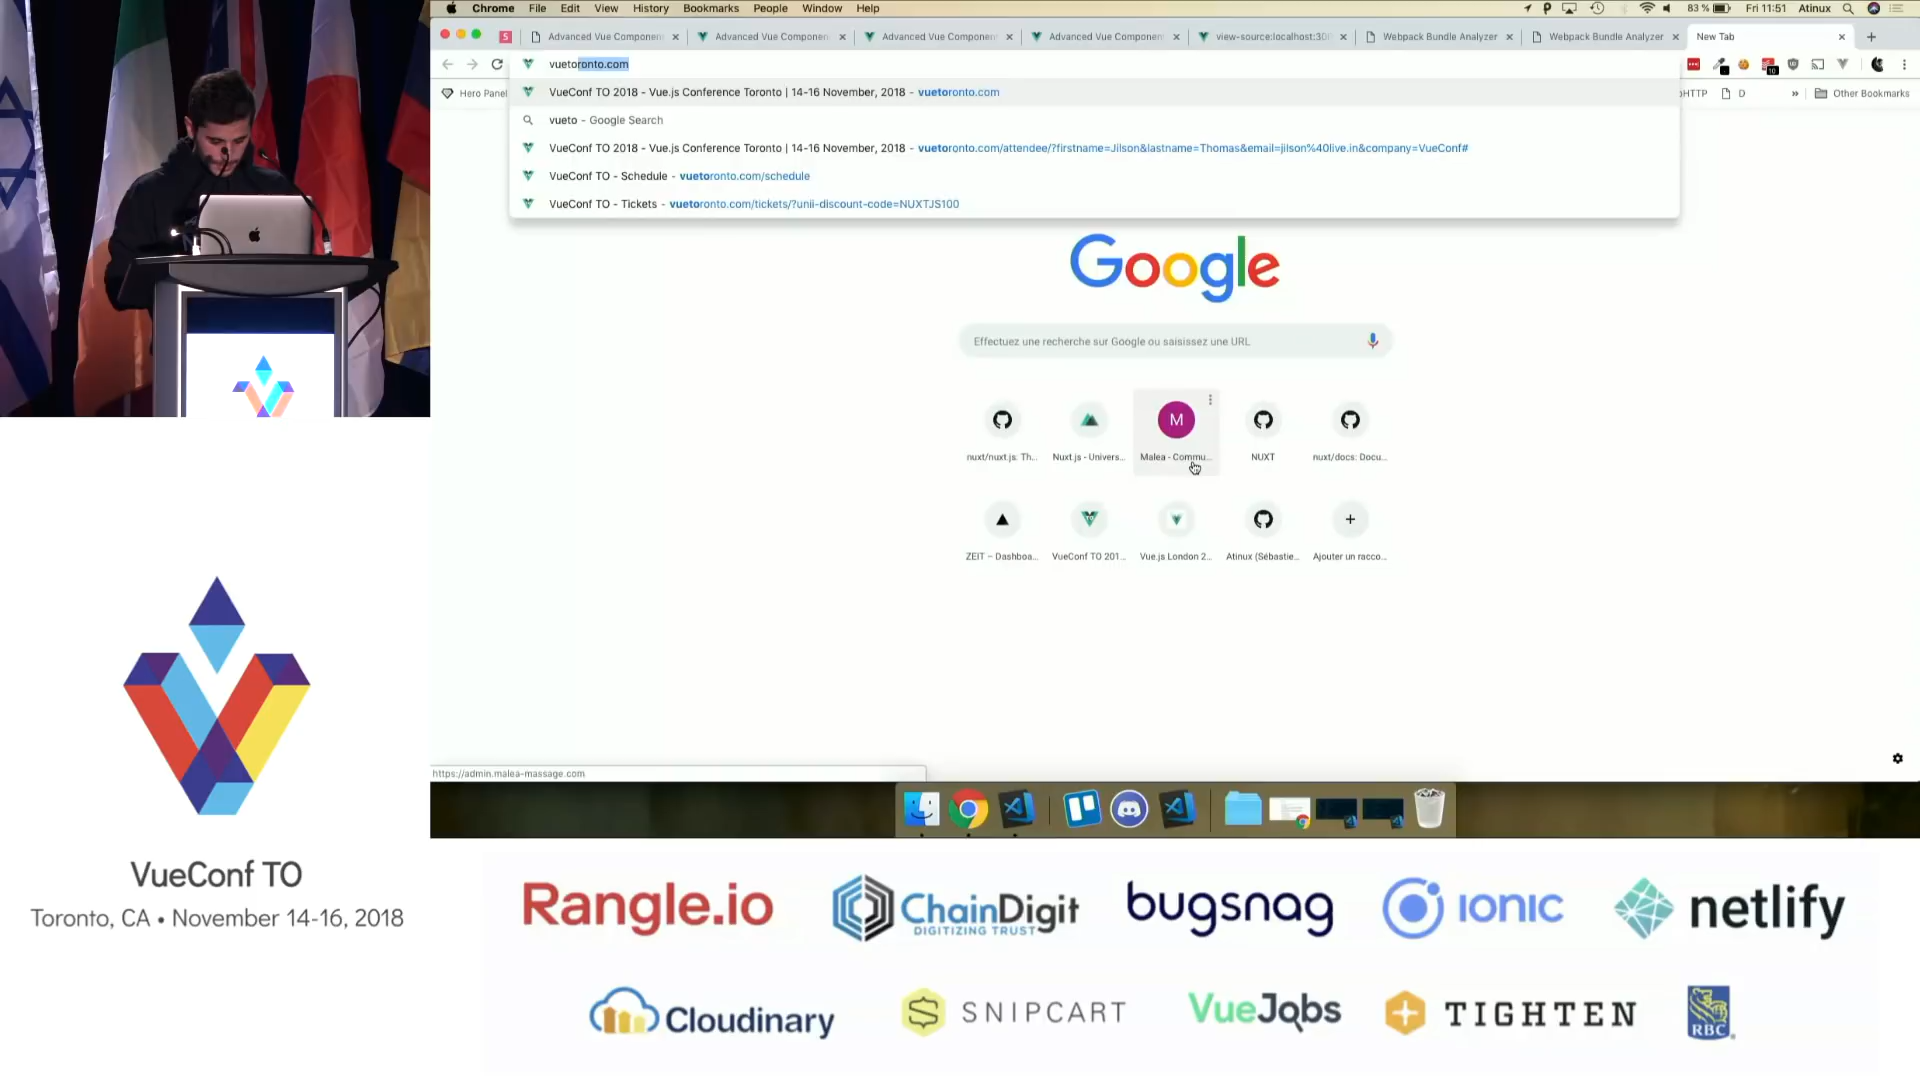 Chrome File Edit View History Bookmarks People Window Help
83 % Fri 11:51 Atinux
Advanced Vue Componen
Advanced Vue Componen
Advanced Vue Componen
Advanced Vue Componen
view-source:localhost:30
Webpack Bundle Analyzer
Webpack Bundle Analyzer
New Tab
vuetoronto.com
10
Hero Panel
HTTP
D
» Other Bookmarks
VueConf TO 2018 - Vue.js Conference Toronto | 14-16 November, 2018 - vuetoronto.com
vueto - Google Search
VueConf TO 2018 - Vue.js Conference Toronto | 14-16 November, 2018 - vuetoronto.com/attendee/?firstname=Jilson&lastname=Thomas&email=jilson%40live.in&company=VueConf#
VueConf TO - Schedule - vuetoronto.com/schedule
VueConf TO - Tickets - vuetoronto.com/tickets/?unii-discount-code=NUXTJS100
Google
Effectuez une recherche sur Google ou saisissez une URL
M
nuxt/nuxt.js: Th...
Nuxt.js - Univers...
Malea - Commu...
NUXT
nuxt/docs: Docu...
ZEIT – Dashboa...
VueConf TO 201...
Vue.js London 2...
Atinux (Sébastie...
Ajouter un racco...
https://admin.malea-massage.com
VueConf TO
Toronto, CA • November 14-16, 2018
Rangle.io
ChainDigit
DIGITIZING TRUST
bugsnag
IONIC
netlify
Cloudinary
SNIPCART
VueJobs
TIGHTEN
RBC